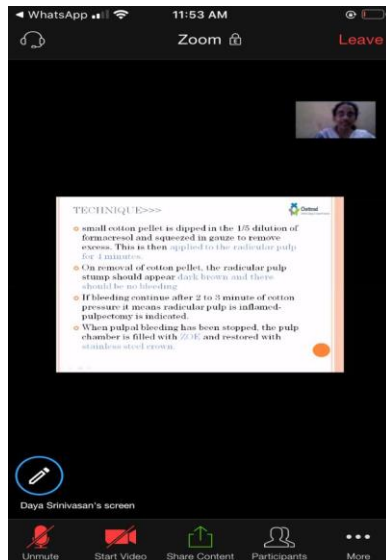 WhatsApp
11:53 AM
Zoom
Leave
TECHNIQUE>>>
small cotton pellet is dipped in the 1/5 dilution of
formacresol and squeezed in gauze to remove
excess. This is then applied to the radicular pulp
for 1 minutes.
On removal of cotton pellet, the radicular pulp
stump should appear dark brown and there
should be no bleeding
If bleeding continue after 2 to 3 minute of cotton
pressure it means radicular pulp is inflamed-
pulpectomy is indicated.
When pulpal bleeding has been stopped, the pulp
chamber is filled with ZOE and restored with
stainless steel crown.
Daya Srinivasan's screen
Unmute
Start Video
Share Content
Participants
More